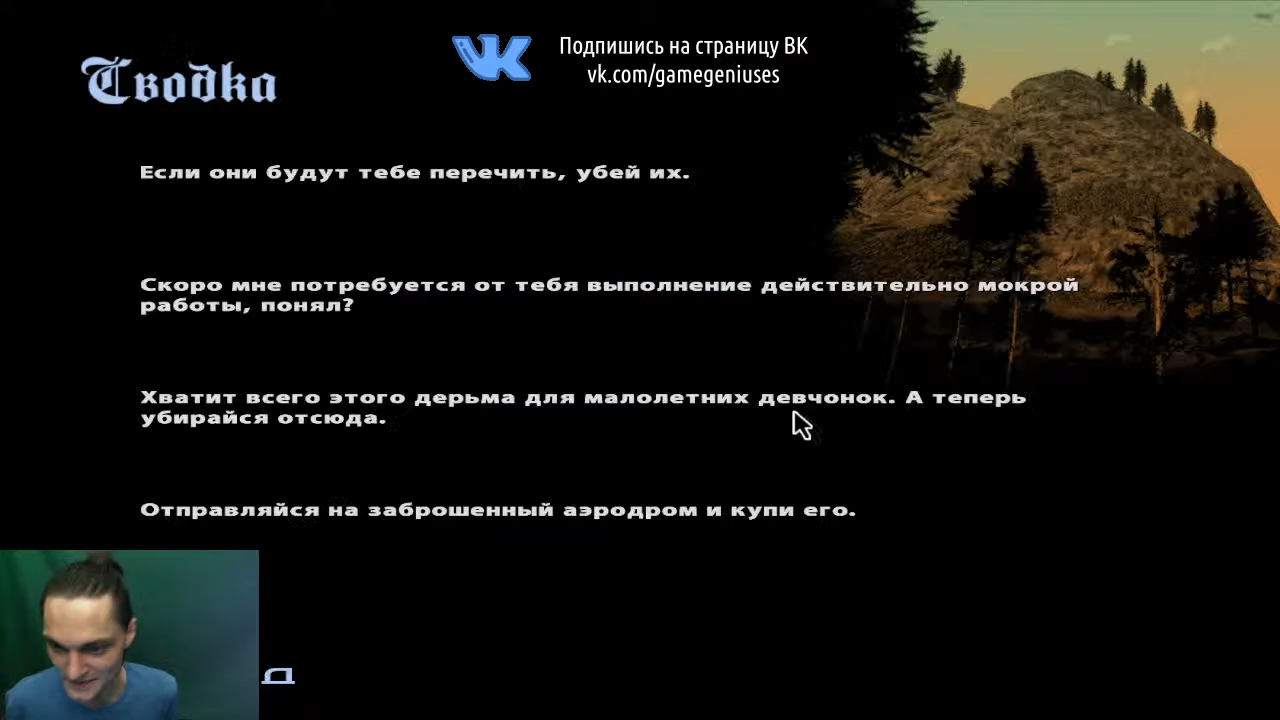 Подпишись на страницу ВК
vk.com/gamegeniuses
Сводка
Если они будут тебе перечить, убей их.
Скоро мне потребуется от тебя выполнение действительно мокрой
работы, понял?
Хватит всего этого дерьма для малолетних девчонок. А теперь
убирайся отсюда.
Отправляйся на заброшенный аэродром и купи его.